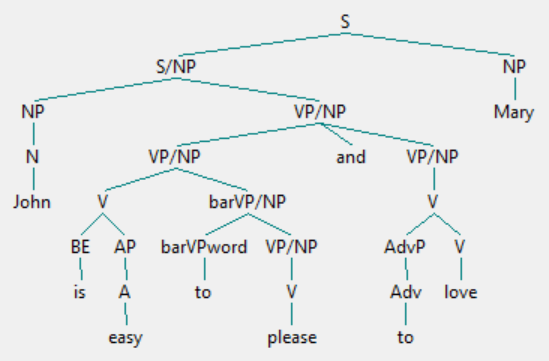 S
S/NP NP
NP VP/NP Mary
N VP/NP and VP/NP
John V barVP/NP V
BE AP barVPword VP/NP AdvP V
is A to V Adv love
easy please to